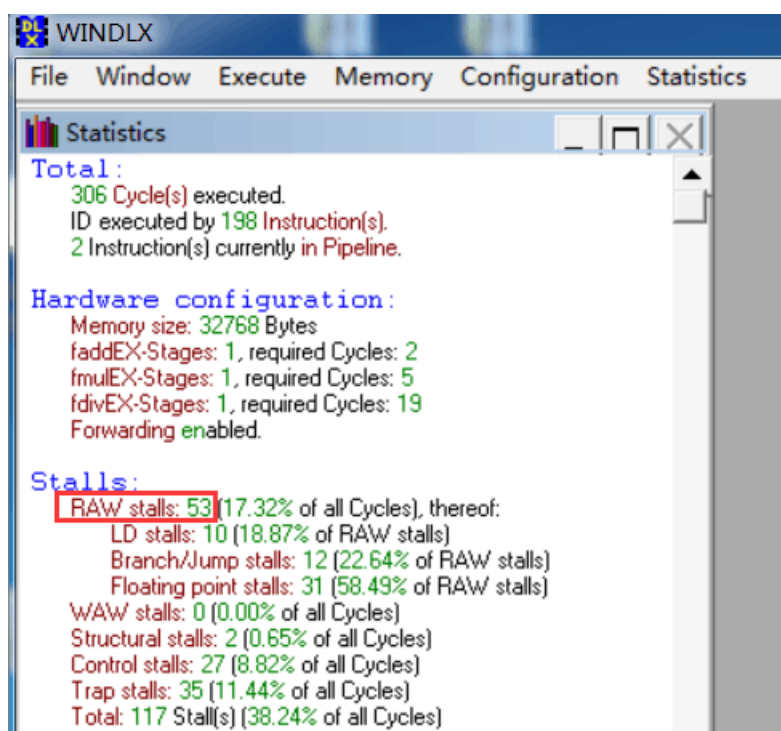 WINDLX
File Window Execute Memory Configuration Statistics
Statistics
Total:
306 Cycle(s) executed.
ID executed by 198 Instruction(s).
2 Instruction(s) currently in Pipeline.
Hardware configuration:
Memory size: 32768 Bytes
faddEX-Stages: 1, required Cycles: 2
fmulEX-Stages: 1, required Cycles: 5
fdivEX-Stages: 1, required Cycles: 19
Forwarding enabled.
Stalls:
RAW stalls: 53 (17.32% of all Cycles), thereof:
LD stalls: 10 (18.87% of RAW stalls)
Branch/Jump stalls: 12 (22.64% of RAW stalls)
Floating point stalls: 31 (58.49% of RAW stalls)
WAW stalls: 0 (0.00% of all Cycles)
Structural stalls: 2 (0.65% of all Cycles)
Control stalls: 27 (8.82% of all Cycles)
Trap stalls: 35 (11.44% of all Cycles)
Total: 117 Stall(s) (38.24% of all Cycles)